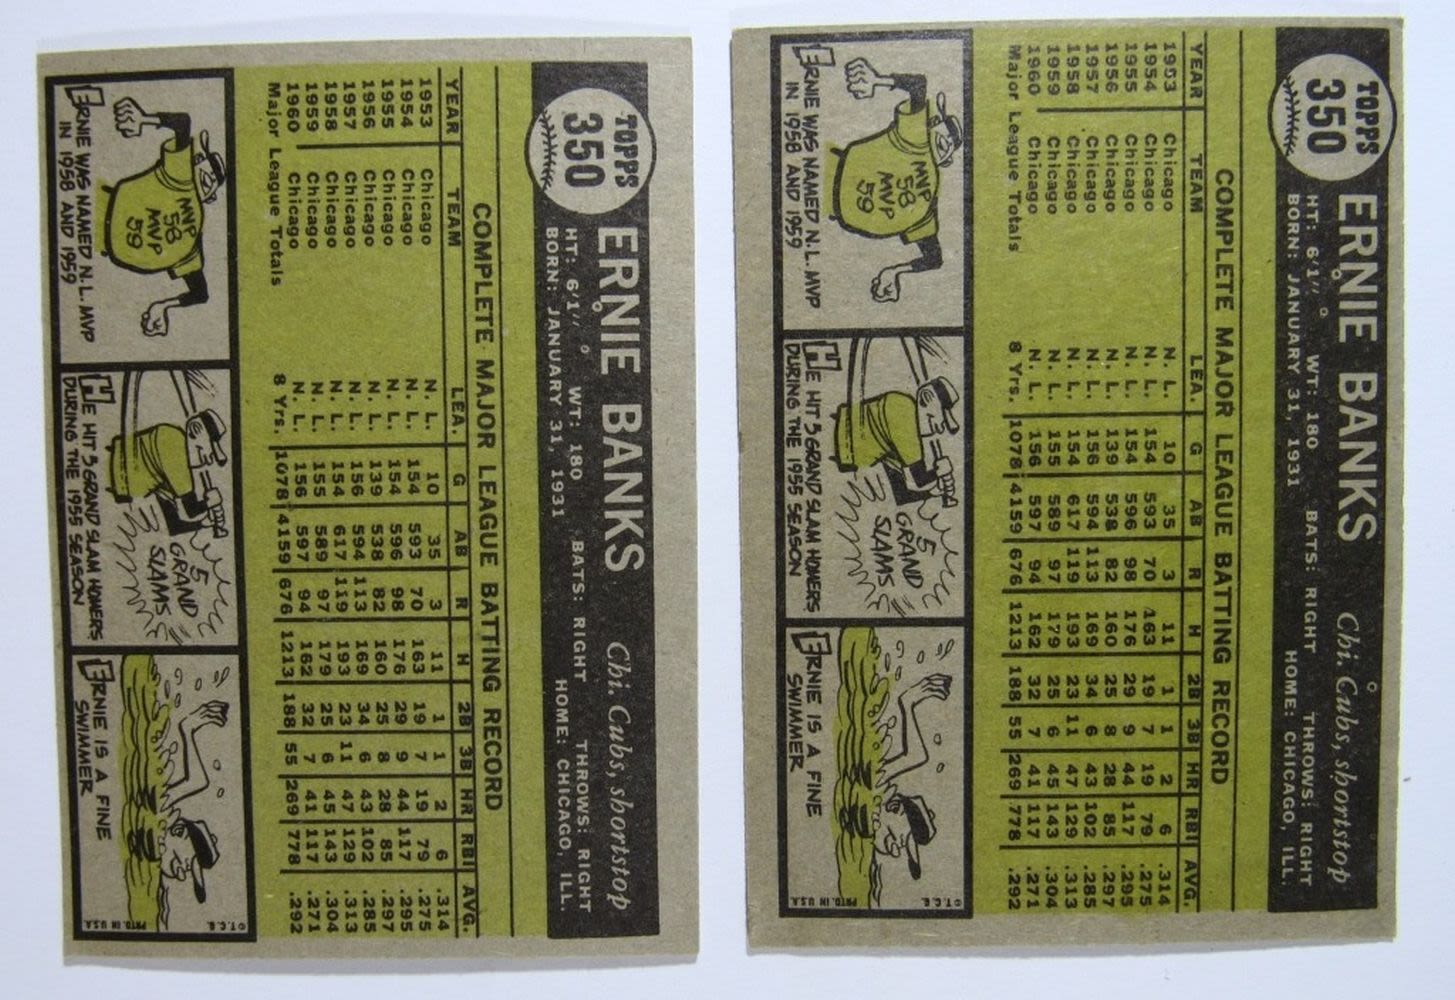 TOPPS
350
ERNIE BANKS Chi. Cubs, shortstop
HT: 6'1" WT: 180 BATS: RIGHT THROWS: RIGHT
BORN: JANUARY 31, 1931 HOME: CHICAGO, ILL.
COMPLETE MAJOR LEAGUE BATTING RECORD
YEAR TEAM LEA. G AB R H 2B 3B HR RBI AVG.
1953 Chicago N. L. 10 35 3 11 1 1 2 6 .314
1954 Chicago N. L. 154 593 70 163 19 7 19 79 .275
1955 Chicago N. L. 154 596 98 176 29 9 44 117 .295
1956 Chicago N. L. 139 538 82 160 25 8 28 85 .297
1957 Chicago N. L. 156 594 113 169 34 6 43 102 .285
1958 Chicago N. L. 154 617 119 193 23 11 47 129 .313
1959 Chicago N. L. 155 589 97 179 25 6 45 143 .304
1960 Chicago N. L. 156 597 94 162 32 7 41 117 .271
Major League Totals 8 Yrs. 1078 4159 676 1213 188 55 269 778 .292
MVP
58
MVP
59
ERNIE WAS NAMED N.L. MVP
IN 1958 AND 1959
5
GRAND
SLAMS
HE HIT 5 GRAND SLAM HOMERS
DURING THE 1955 SEASON
ERNIE IS A FINE
SWIMMER
©T.C.G.
PRTD. IN U.S.A.
TOPPS
350
ERNIE BANKS Chi. Cubs, shortstop
HT: 6'1" WT: 180 BATS: RIGHT THROWS: RIGHT
BORN: JANUARY 31, 1931 HOME: CHICAGO, ILL.
COMPLETE MAJOR LEAGUE BATTING RECORD
YEAR TEAM LEA. G AB R H 2B 3B HR RBI AVG.
1953 Chicago N. L. 10 35 3 11 1 1 2 6 .314
1954 Chicago N. L. 154 593 70 163 19 7 19 79 .275
1955 Chicago N. L. 154 596 98 176 29 9 44 117 .295
1956 Chicago N. L. 139 538 82 160 25 8 28 85 .297
1957 Chicago N. L. 156 594 113 169 34 6 43 102 .285
1958 Chicago N. L. 154 617 119 193 23 11 47 129 .313
1959 Chicago N. L. 155 589 97 179 25 6 45 143 .304
1960 Chicago N. L. 156 597 94 162 32 7 41 117 .271
Major League Totals 8 Yrs. 1078 4159 676 1213 188 55 269 778 .292
MVP
58
MVP
59
ERNIE WAS NAMED N.L. MVP
IN 1958 AND 1959
5
GRAND
SLAMS
HE HIT 5 GRAND SLAM HOMERS
DURING THE 1955 SEASON
ERNIE IS A FINE
SWIMMER
©T.C.G.
PRTD. IN U.S.A.